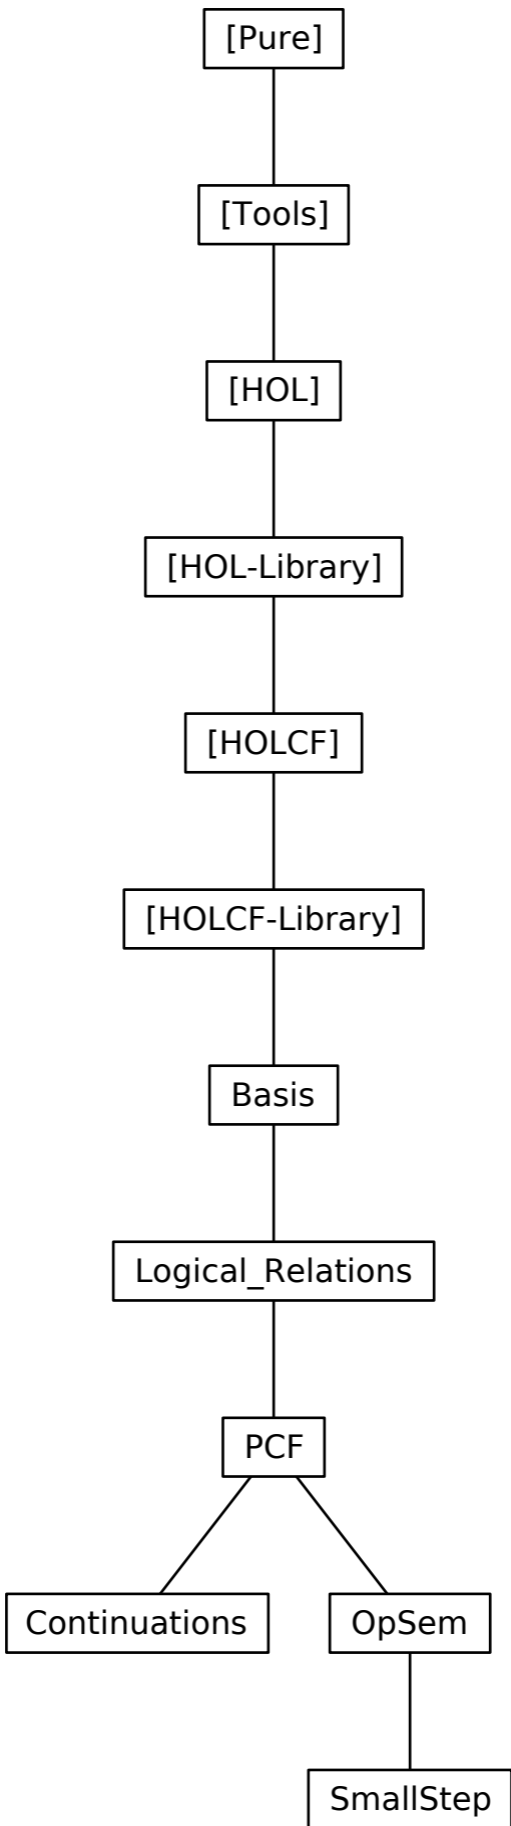 [Pure]
[Tools]
[HOL]
[HOL-Library]
[HOLCF]
[HOLCF-Library]
Basis
Logical_Relations
PCF
Continuations
OpSem
SmallStep